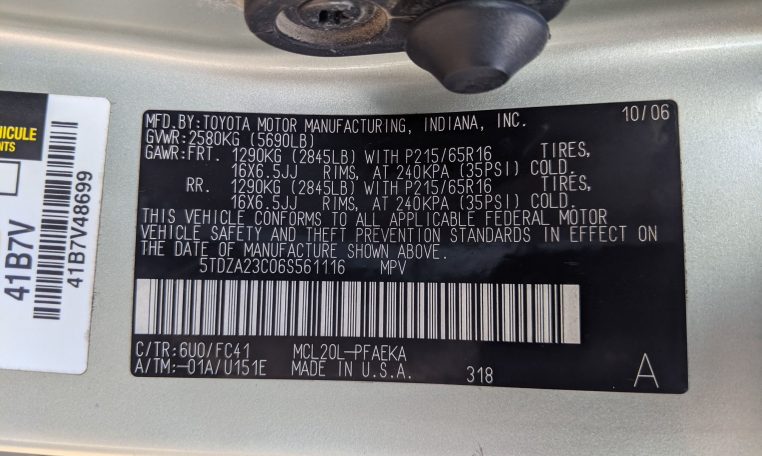 MFD.BY:TOYOTA MOTOR MANUFACTURING, INDIANA, INC. 10/06
GVWR:2580KG (5690LB)
GAWR:FRT. 1290KG (2845LB) WITH P215/65R16 TIRES,
16X6.5JJ RIMS, AT 240KPA (35PSI) COLD.
RR. 1290KG (2845LB) WITH P215/65R16 TIRES,
16X6.5JJ RIMS, AT 240KPA (35PSI) COLD.
THIS VEHICLE CONFORMS TO ALL APPLICABLE FEDERAL MOTOR
VEHICLE SAFETY AND THEFT PREVENTION STANDARDS IN EFFECT ON
THE DATE OF MANUFACTURE SHOWN ABOVE.
5TDZA23C06S561116 MPV
C/TR:6U0/FC41 MCL20L-PFAEKA
A/TM:-01A/U151E MADE IN U.S.A. 318 A
HICULE
NTS
41B7V
41B7V48699